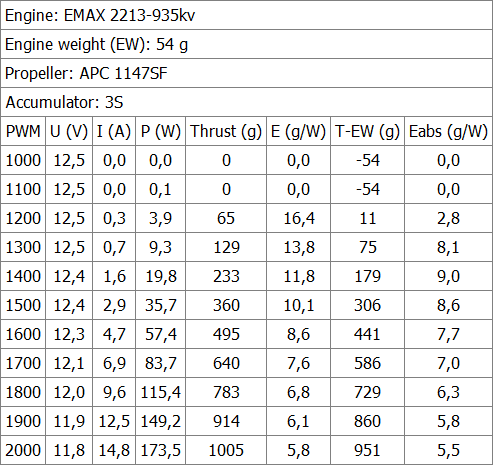 Engine: EMAX 2213-935kv
Engine weight (EW): 54 g
Propeller: APC 1147SF
Accumulator: 3S
PWM U (V) I (A) P (W) Thrust (g) E (g/W) T-EW (g) Eabs (g/W)
1000 12,5 0,0 0,0 0 0,0 -54 0,0
1100 12,5 0,0 0,1 0 0,0 -54 0,0
1200 12,5 0,3 3,9 65 16,4 11 2,8
1300 12,5 0,7 9,3 129 13,8 75 8,1
1400 12,4 1,6 19,8 233 11,8 179 9,0
1500 12,4 2,9 35,7 360 10,1 306 8,6
1600 12,3 4,7 57,4 495 8,6 441 7,7
1700 12,1 6,9 83,7 640 7,6 586 7,0
1800 12,0 9,6 115,4 783 6,8 729 6,3
1900 11,9 12,5 149,2 914 6,1 860 5,8
2000 11,8 14,8 173,5 1005 5,8 951 5,5